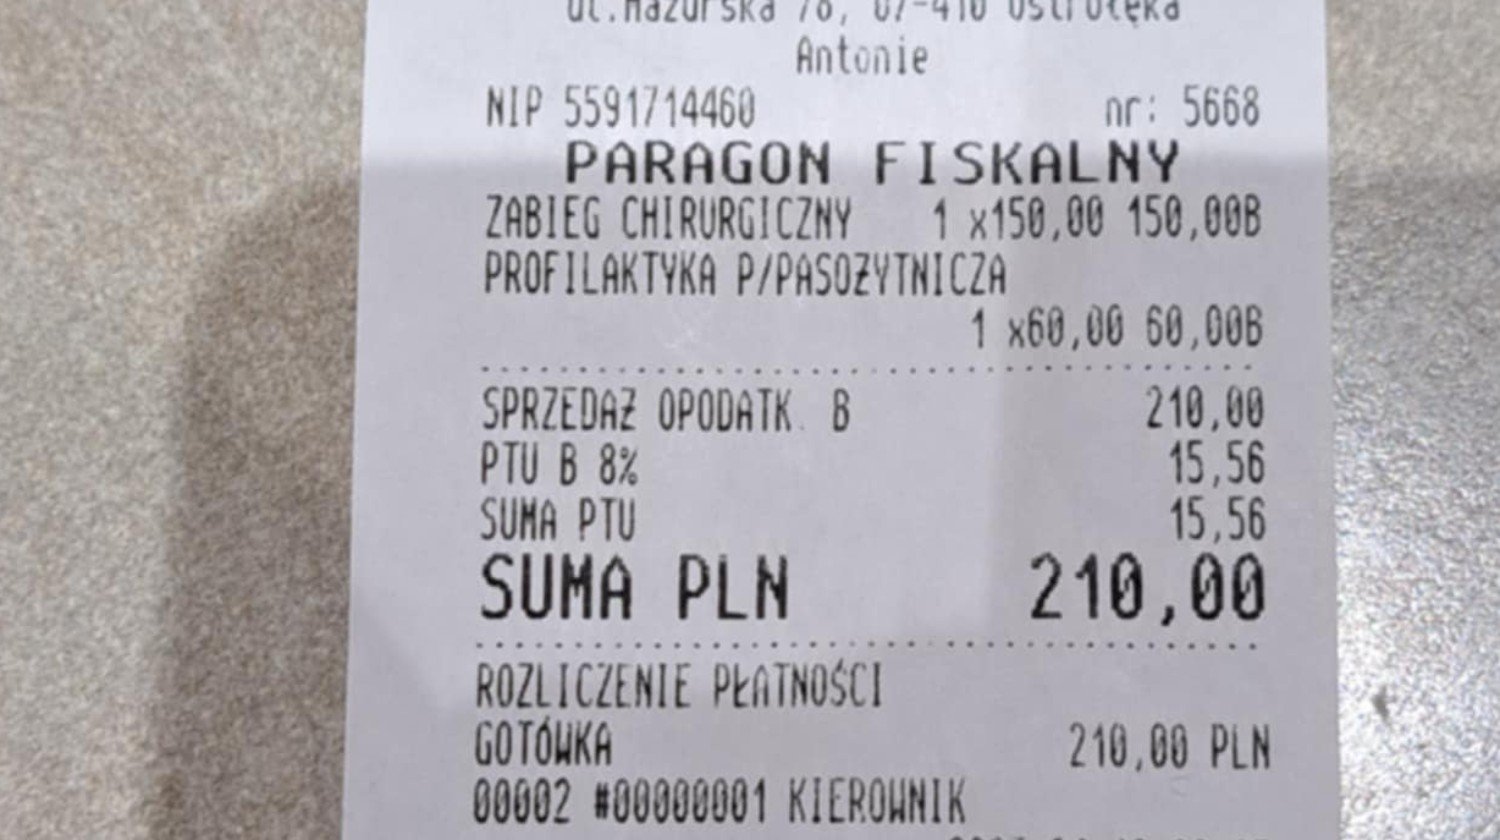 ul.Mazurska 78, 07-410 Ostrołęka
Antonie
NIP 5591714460 nr: 5668
PARAGON FISKALNY
ZABIEG CHIRURGICZNY 1 x150,00 150,00B
PROFILAKTYKA P/PASOŻYTNICZA
1 x60,00 60,00B
SPRZEDAŻ OPODATK. B 210,00
PTU B 8% 15,56
SUMA PTU 15,56
SUMA PLN 210,00
ROZLICZENIE PŁATNOŚCI
GOTÓWKA 210,00 PLN
00002 #00000001 KIEROWNIK